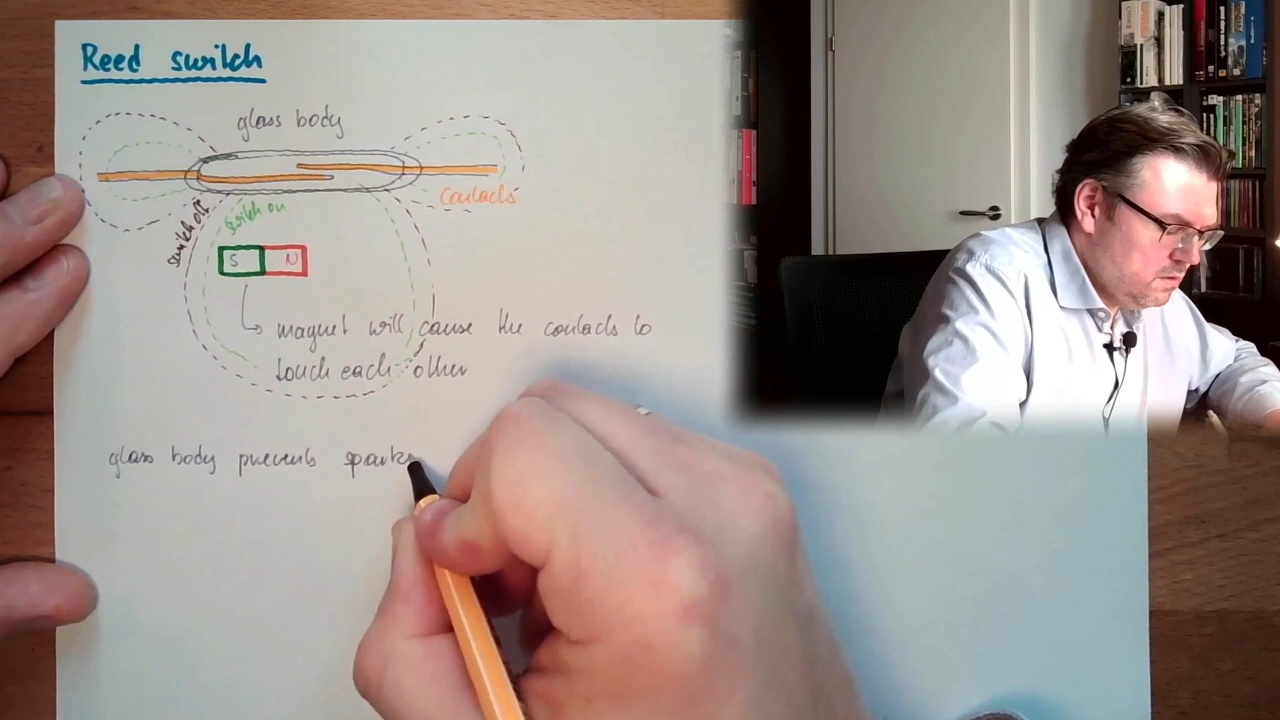 Reed switch
glass body
contacts
switch off
switch on
S N
magnet will cause the contacts to
touch each other
glass body prevents sparke